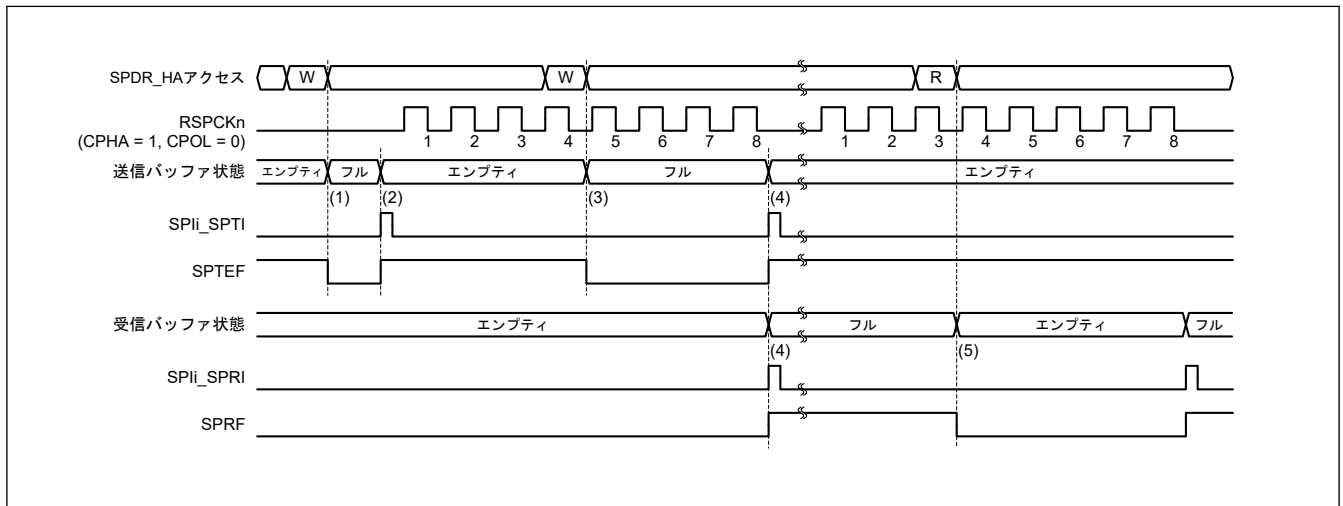 SPDR_HAアクセス W W R
RSPCKn
(CPHA = 1, CPOL = 0)
1 2 3 4 5 6 7 8 1 2 3 4 5 6 7 8
送信バッファ状態 エンプティ フル エンプティ フル エンプティ
(1) (2) (3) (4)
SPIi_SPTI
SPTEF
受信バッファ状態 エンプティ フル エンプティ フル
(4) (5)
SPIi_SPRI
SPRF